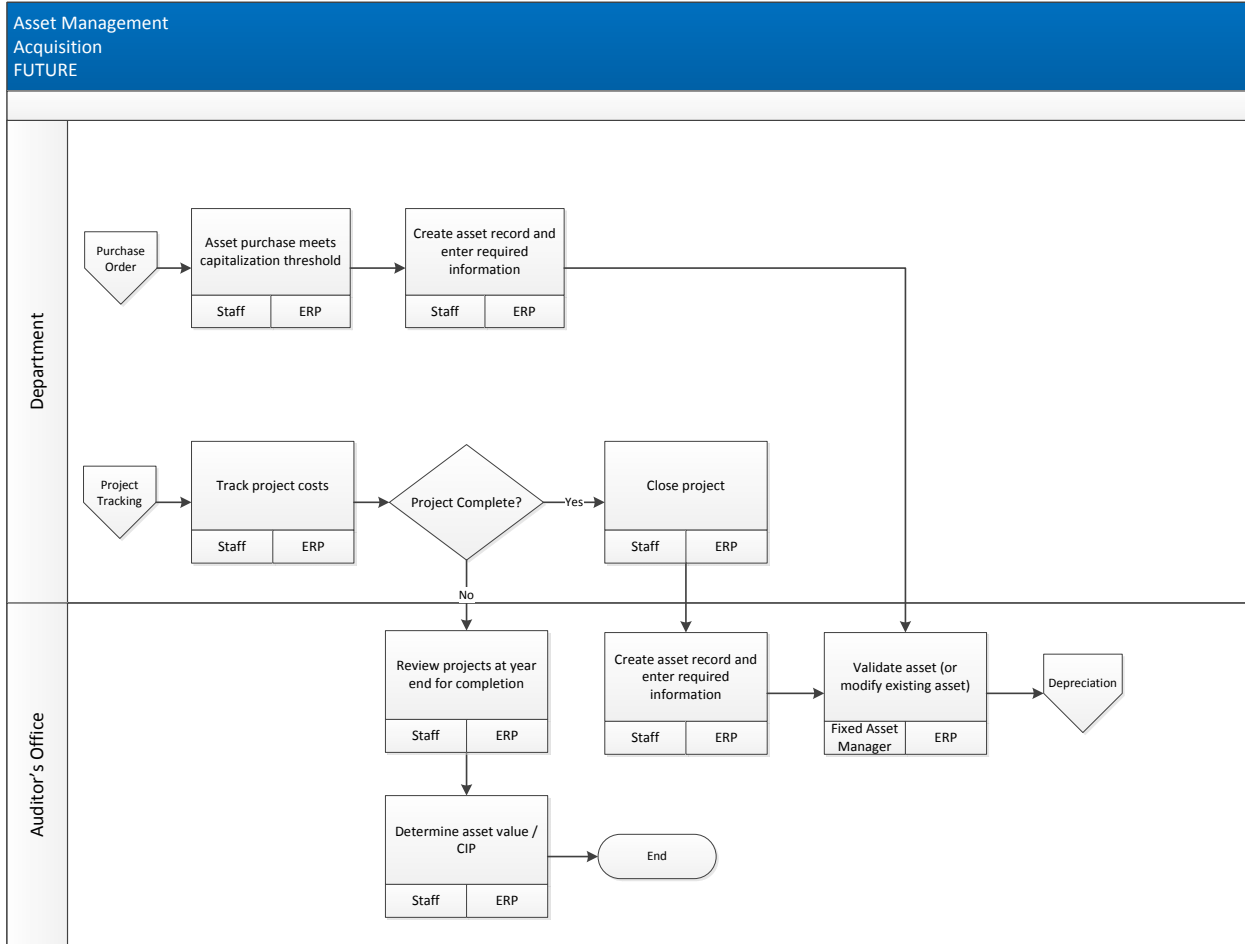 Asset Management
Acquisition
FUTURE
Department
Purchase
Order
Asset purchase meets
capitalization threshold
Staff
ERP
Create asset record and
enter required
information
Staff
ERP
Project
Tracking
Track project costs
Staff
ERP
Project Complete?
Yes
No
Close project
Staff
ERP
Auditor's Office
Review projects at year
end for completion
Staff
ERP
Create asset record and
enter required
information
Staff
ERP
Validate asset (or
modify existing asset)
Fixed Asset
Manager
ERP
Depreciation
Determine asset value /
CIP
Staff
ERP
End